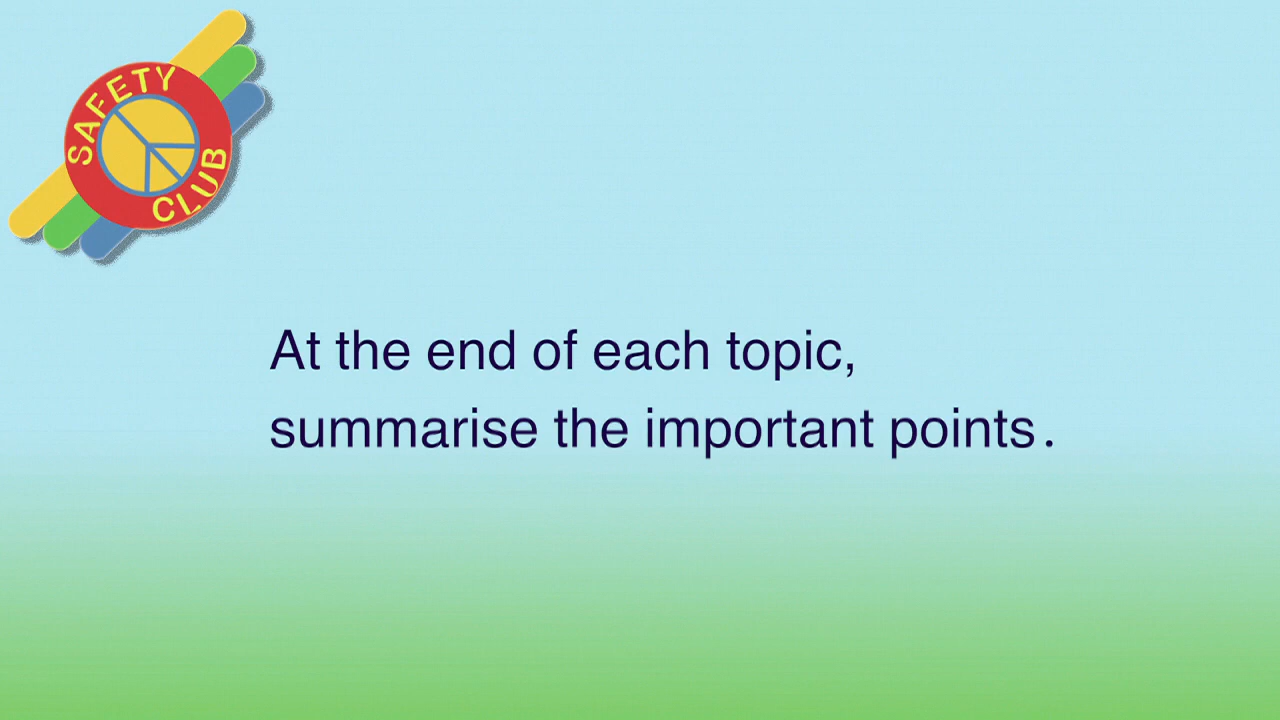 SAFETY
CLUB
At the end of each topic,
summarise the important points.